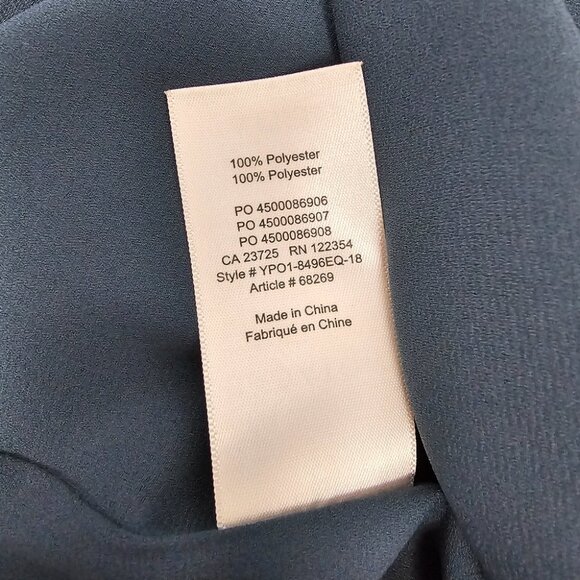 100% Polyester
100% Polyester
PO 4500086906
PO 4500086907
PO 4500086908
CA 23725 RN 122354
Style # YPO1-8496EQ-18
Article # 68269
Made in China
Fabriqué en Chine